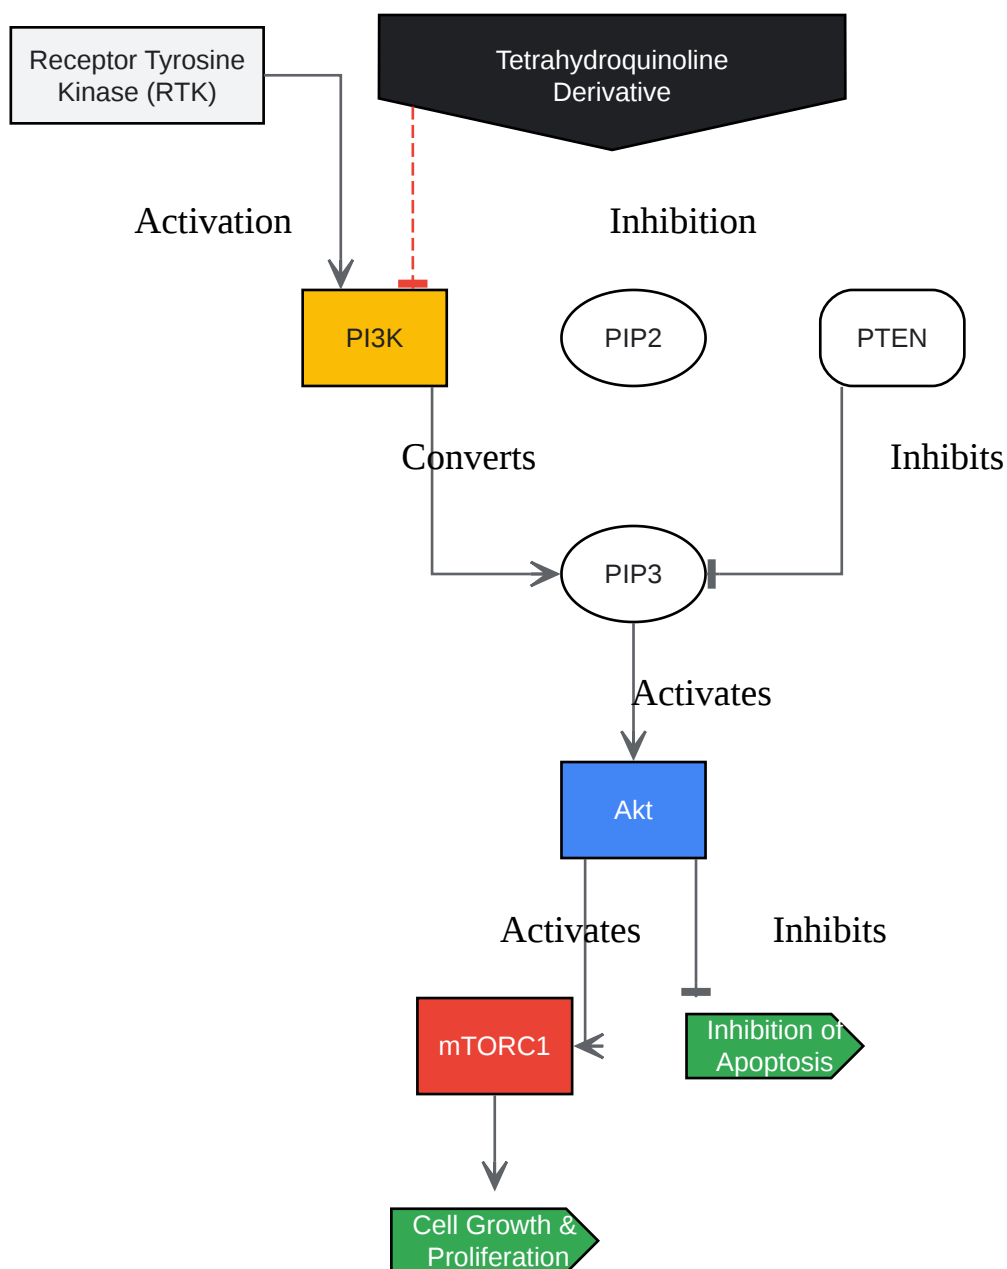 Receptor Tyrosine
Kinase (RTK)
Tetrahydroquinoline
Derivative
Activation
Inhibition
PI3K
PIP2
PTEN
Converts
Inhibits
PIP3
Activates
Akt
Activates
Inhibits
mTORC1
Inhibition of
Apoptosis
Cell Growth &
Proliferation